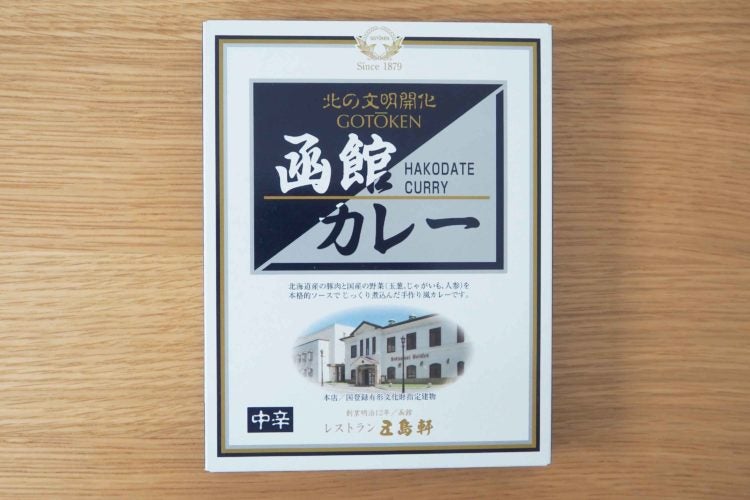 GOTOKEN
Since 1879
北の文明開化
GOTŌKEN
函館
HAKODATE
CURRY
カレー
北海道産の豚肉と国産の野菜(玉葱、じゃがいも、人参)を
本格的ソースでじっくり煮込んだ手作り風カレーです。
本店/国登録有形文化財指定建物
創業明治12年/函館
中辛
レストラン 五島軒